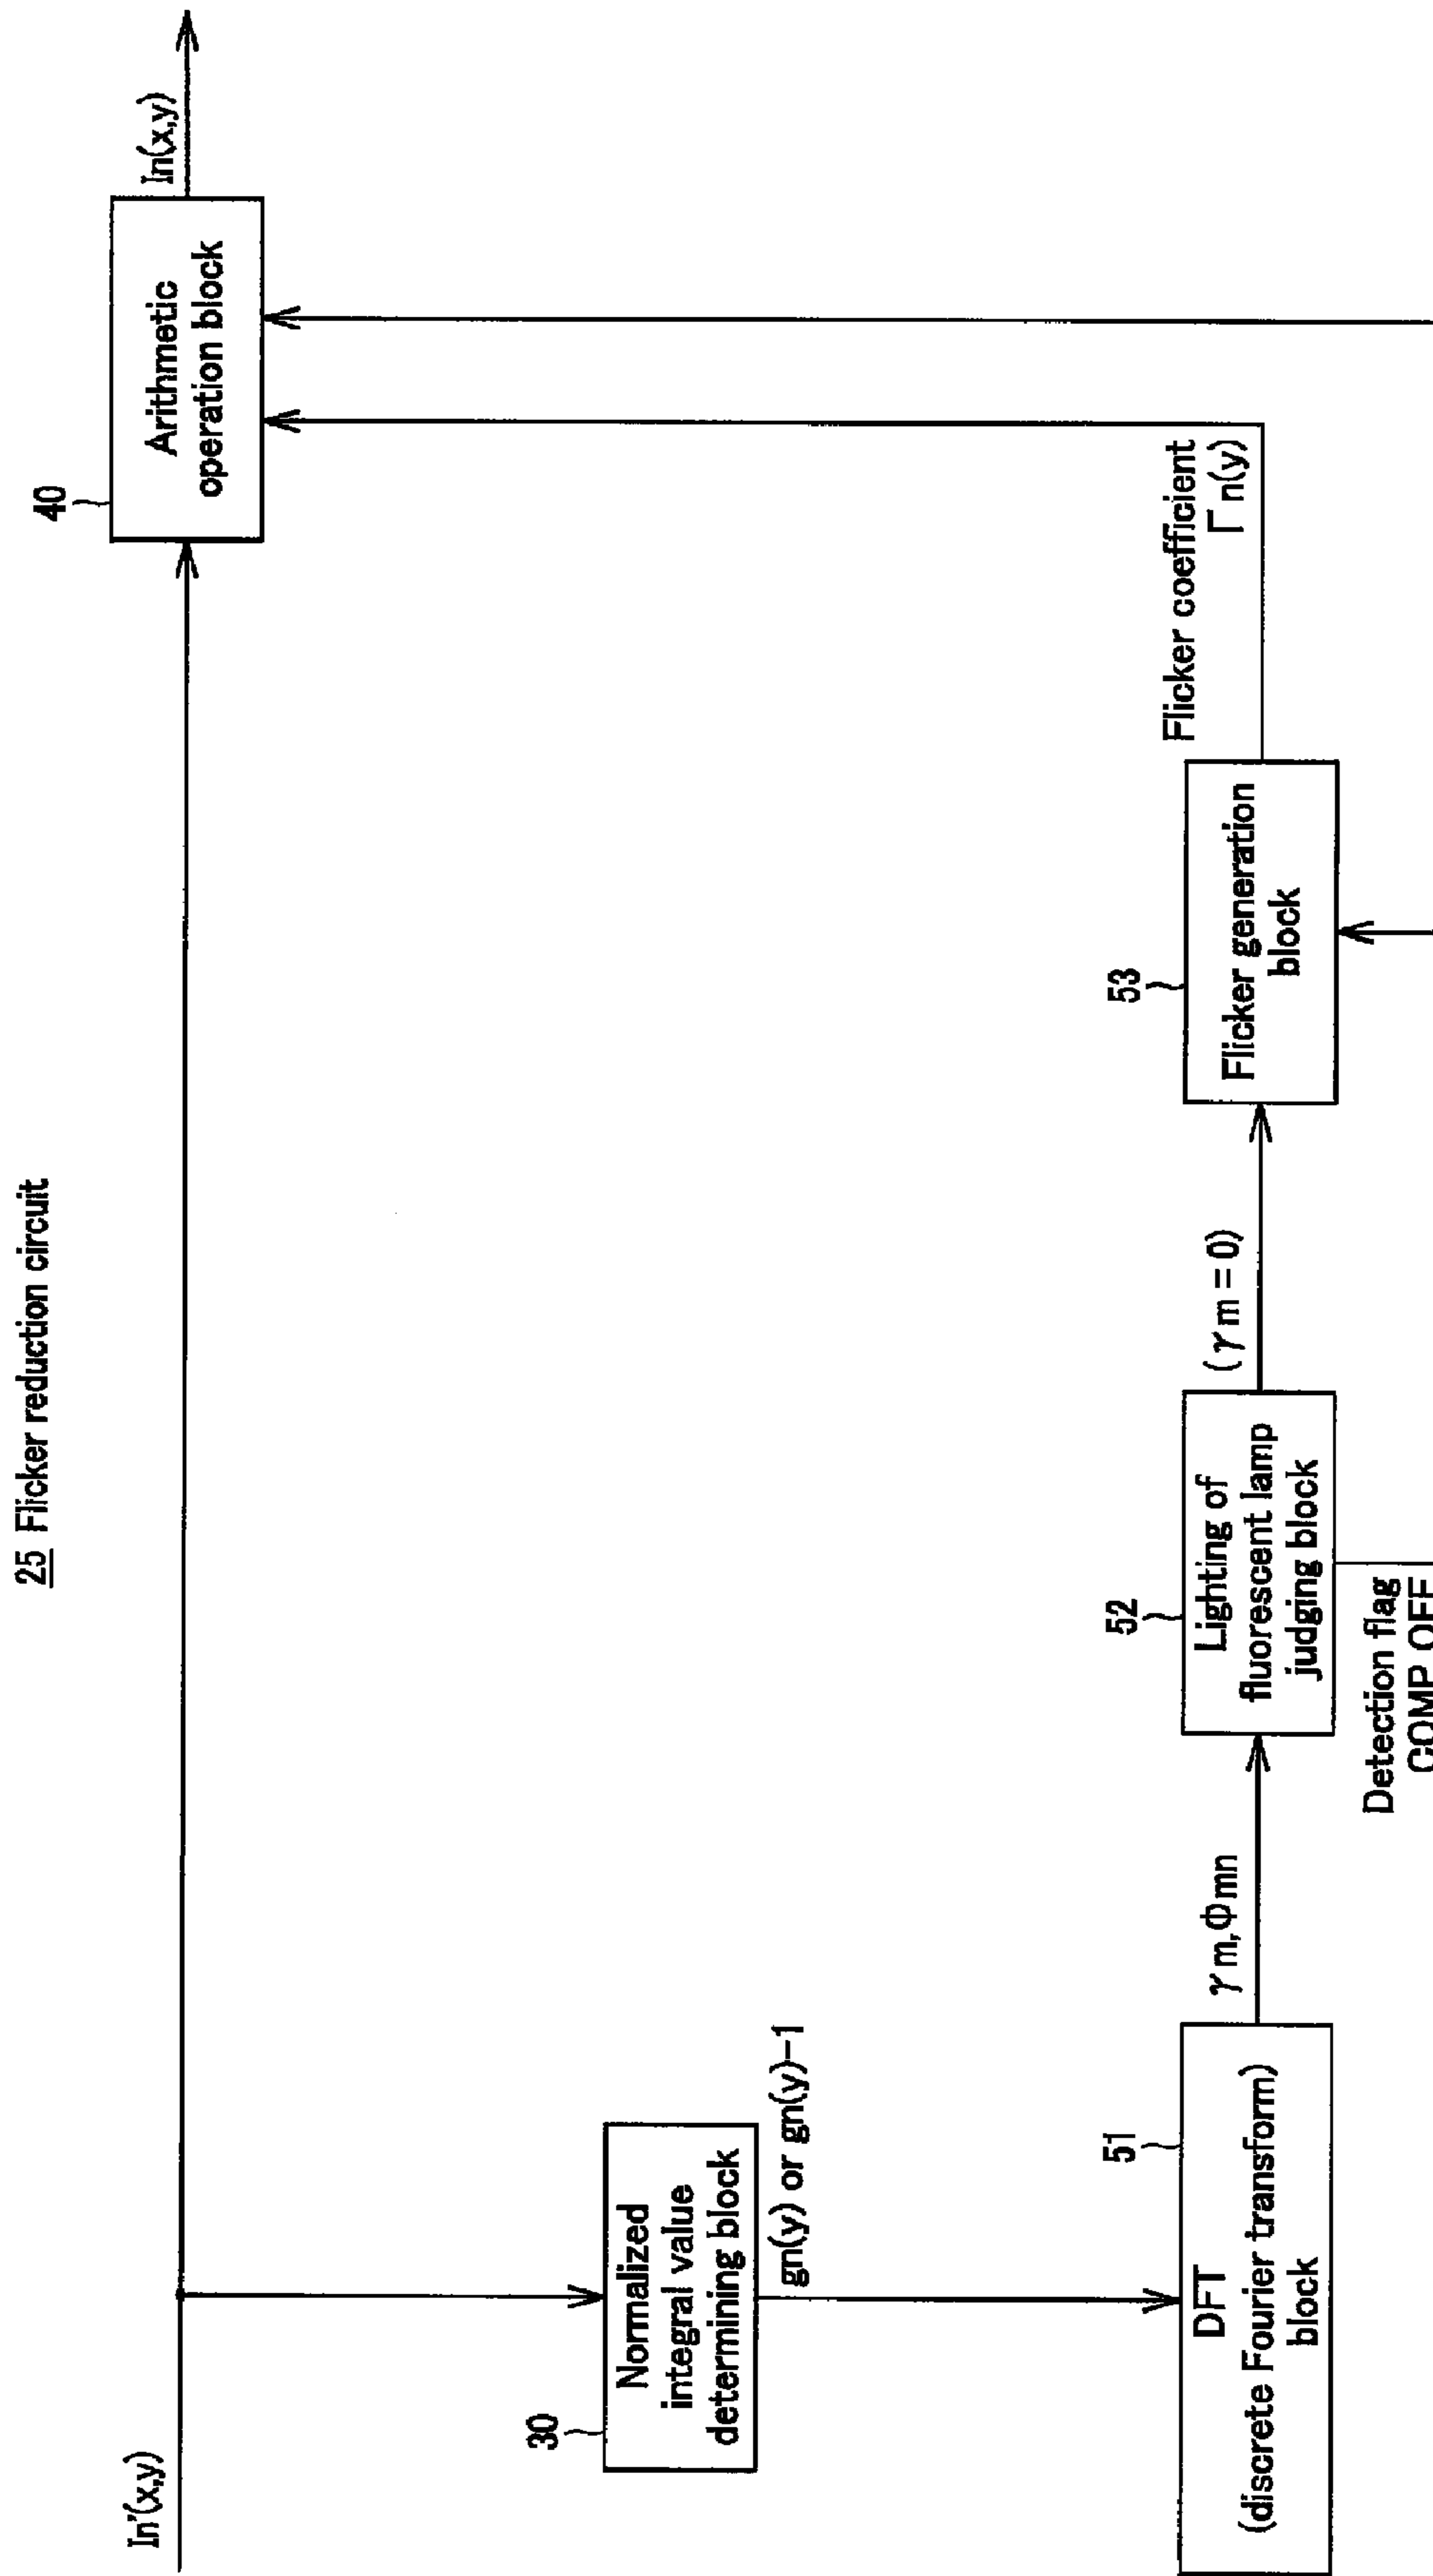 25 Flicker reduction circuit
In'(x,y)
40
Arithmetic
operation block
In(x,y)
30
Normalized
integral value
determining block
gn(y) or gn(y)-1
51
DFT
(discrete Fourier transform)
block
γm,Φmn
52
Lighting of
fluorescent lamp
judging block
(γm=0)
53
Flicker generation
block
Flicker coefficient
Γn(y)
Detection flag
COMP_OFF